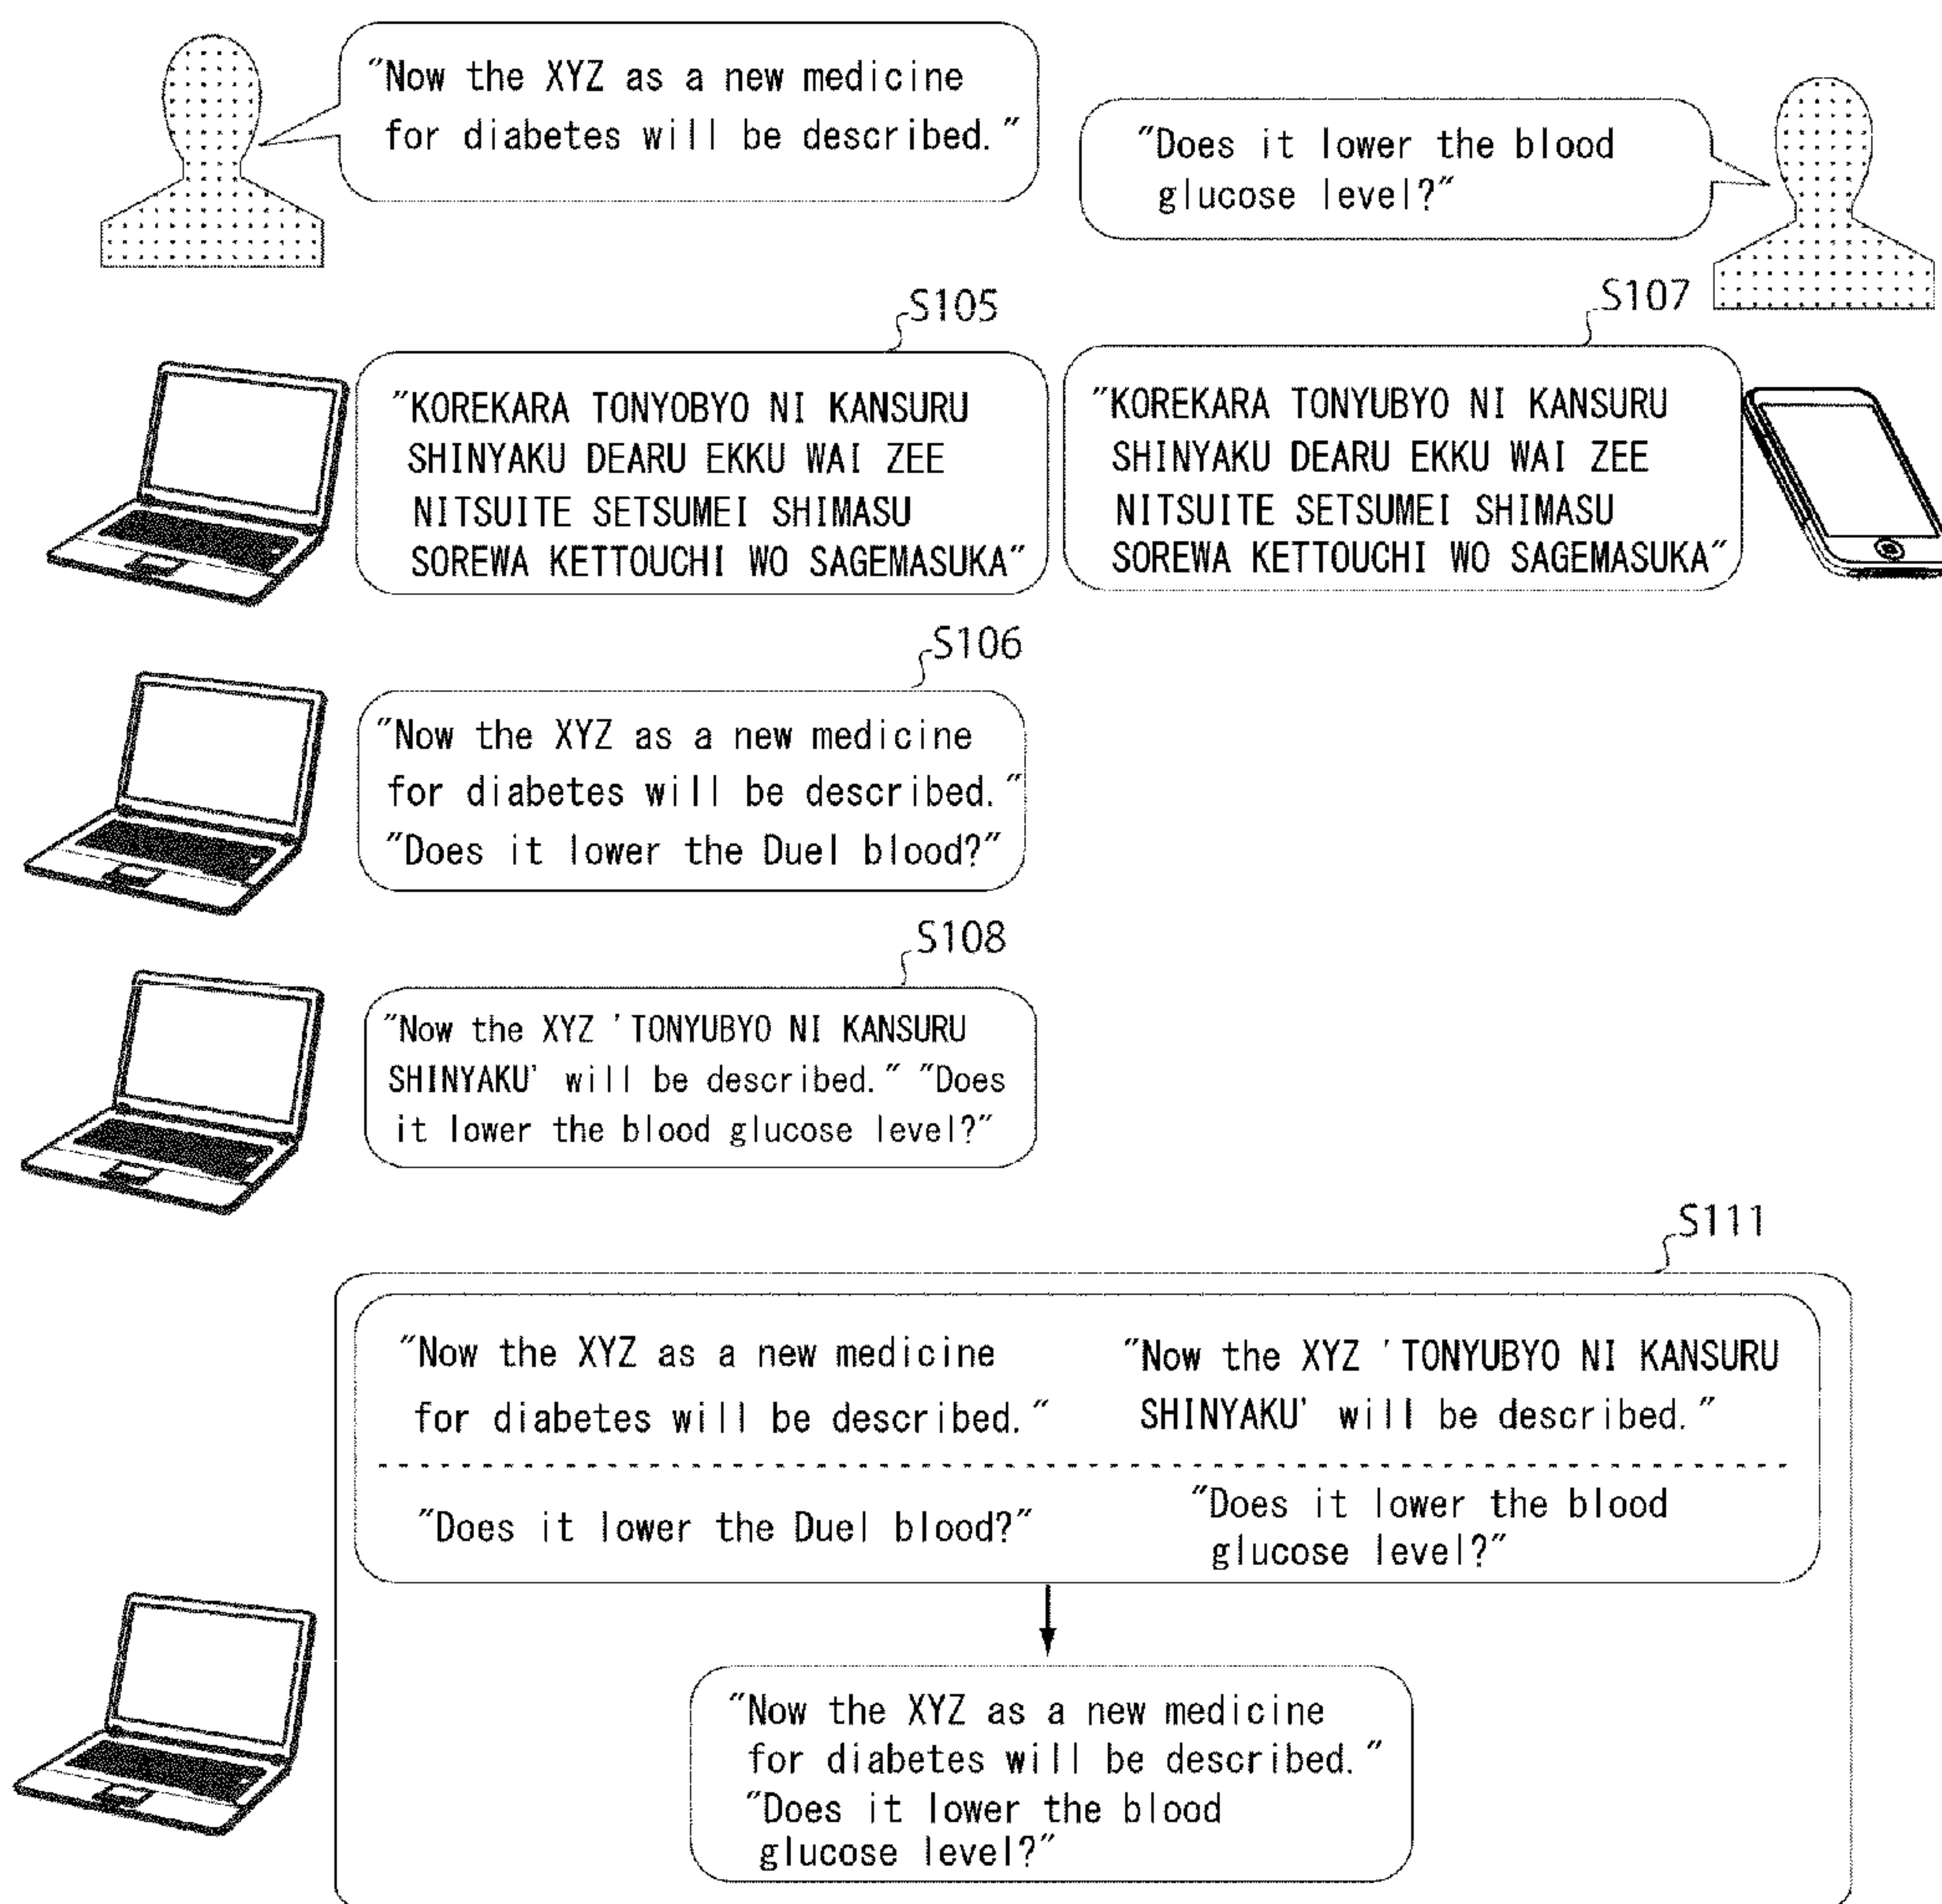 "Now the XYZ as a new medicine
for diabetes will be described."
"Does it lower the blood
glucose level?"
S105
S107
"KOREKARA TONYOBYO NI KANSURU
SHINYAKU DEARU EKKU WAI ZEE
NITSUITE SETSUMEI SHIMASU
SOREWA KETTOUCHI WO SAGEMASUKA"
"KOREKARA TONYUBYO NI KANSURU
SHINYAKU DEARU EKKU WAI ZEE
NITSUITE SETSUMEI SHIMASU
SOREWA KETTOUCHI WO SAGEMASUKA"
S106
"Now the XYZ as a new medicine
for diabetes will be described."
"Does it lower the Duel blood?"
S108
"Now the XYZ 'TONYUBYO NI KANSURU
SHINYAKU' will be described." "Does
it lower the blood glucose level?"
S111
"Now the XYZ as a new medicine
for diabetes will be described."
"Now the XYZ 'TONYUBYO NI KANSURU
SHINYAKU' will be described."
"Does it lower the Duel blood?"
"Does it lower the blood
glucose level?"
"Now the XYZ as a new medicine
for diabetes will be described."
"Does it lower the blood
glucose level?"